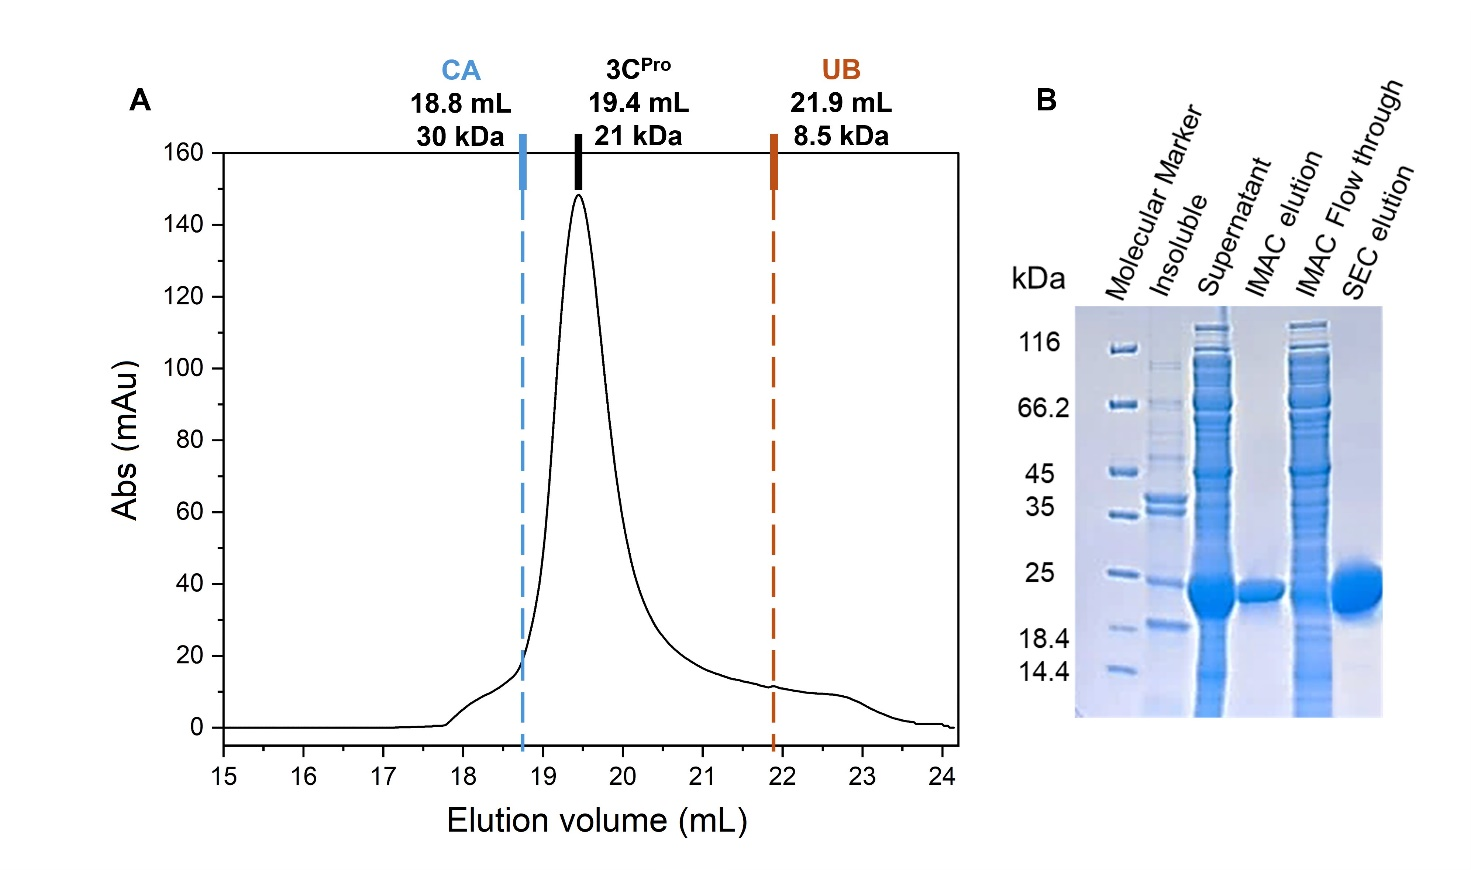 A
CA
18.8 mL
30 kDa
3CPro
19.4 mL
21 kDa
UB
21.9 mL
8.5 kDa
160
140
120
100
80
60
40
20
0
Abs (mAu)
15 16 17 18 19 20 21 22 23 24
Elution volume (mL)
B
Molecular Marker
Insoluble
Supernatant
IMAC elution
IMAC Flow through
SEC elution
kDa
116
66.2
45
35
25
18.4
14.4